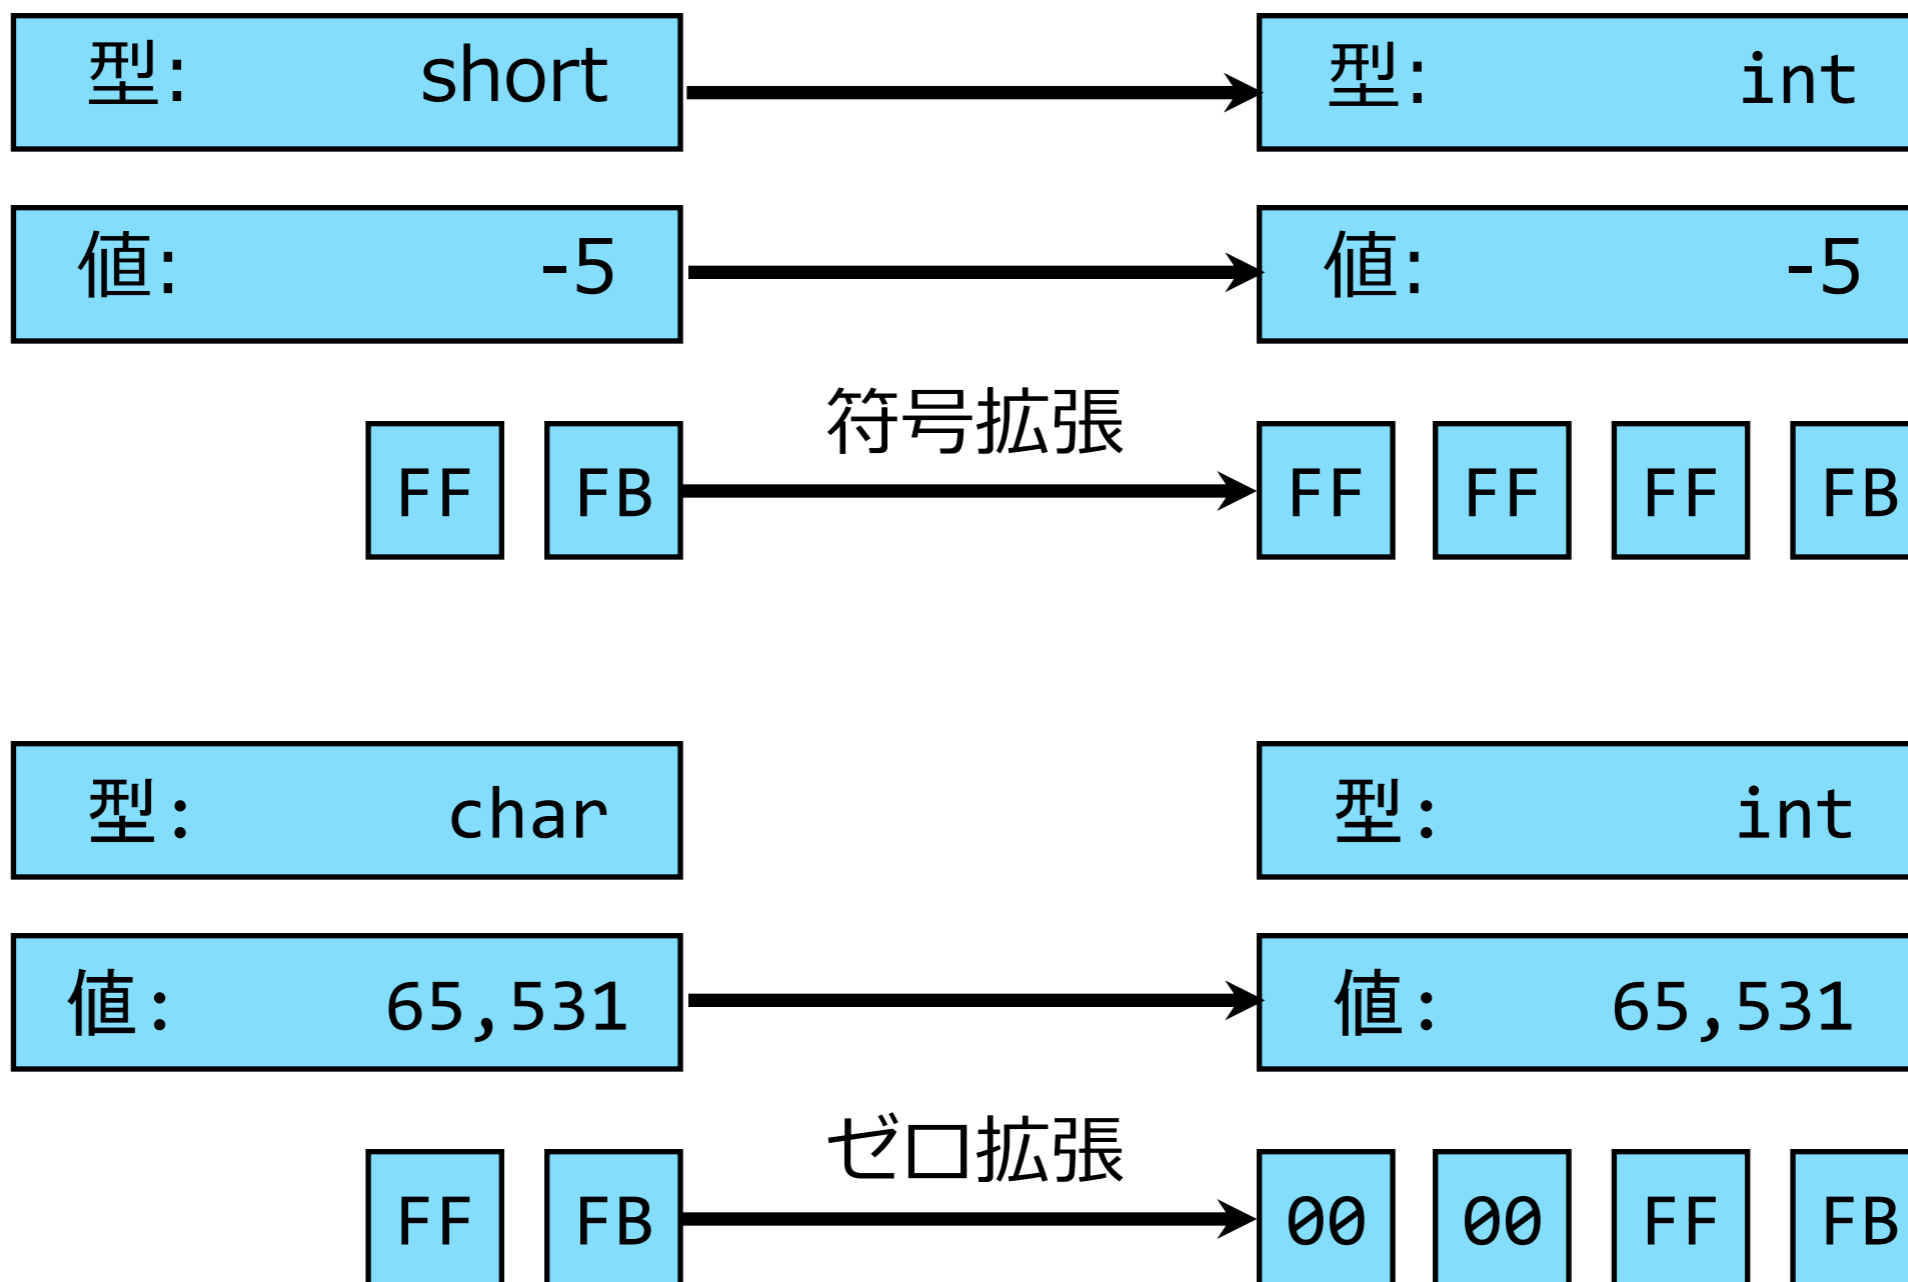 型: short 型: int
値: -5 値: -5
符号拡張
FF FB FF FF FF FB
型: char 型: int
値: 65,531 値: 65,531
ゼロ拡張
FF FB 00 00 FF FB